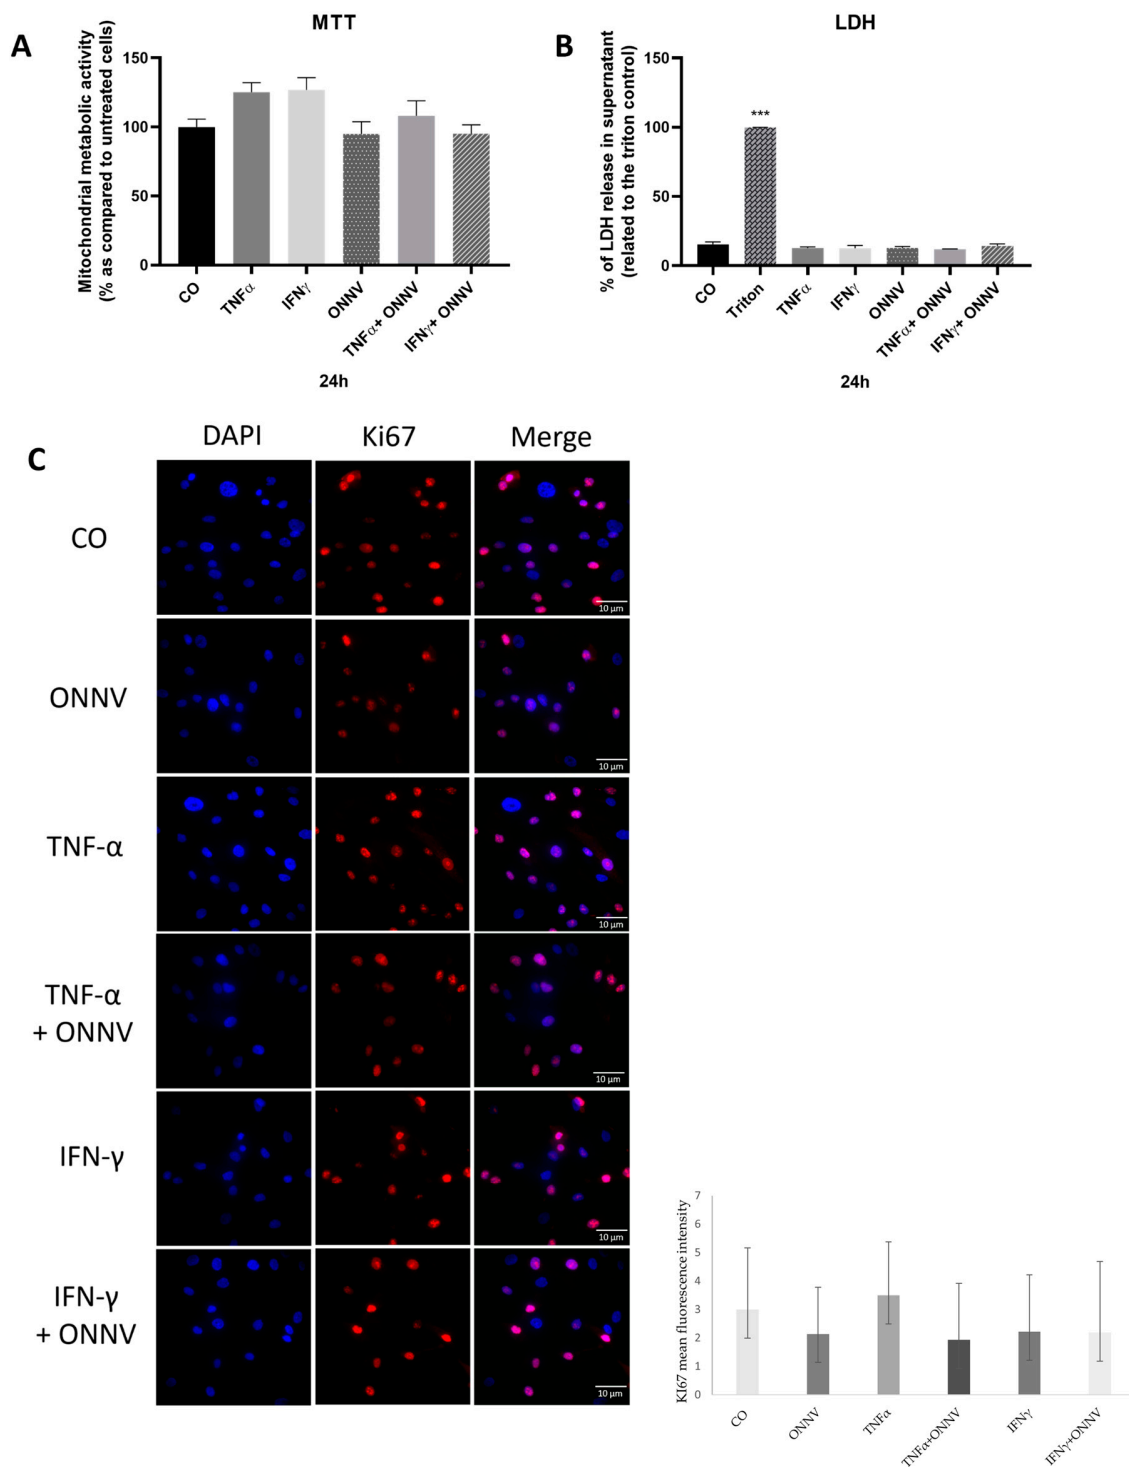 A
MTT
Mitochondrial metabolic activity
(% as compared to untreated cells)
150
100
50
0
CO
TNFα
IFNγ
ONNV
TNFα+ ONNV
IFNγ+ ONNV
24h
B
LDH
% of LDH release in supernatant
(related to the triton control)
150
100
50
0
***
CO
Triton
TNFα
IFNγ
ONNV
TNFα+ ONNV
IFNγ+ ONNV
24h
C
DAPI
Ki67
Merge
CO
10 µm
ONNV
10 µm
TNF-α
10 µm
TNF-α
+ ONNV
10 µm
IFN-γ
10 µm
IFN-γ
+ ONNV
10 µm
KI67 mean fluorescence intensity
7
6
5
4
3
2
1
0
CO
ONNV
TNFα
TNFα+ONNV
IFNγ
IFNγ+ONNV